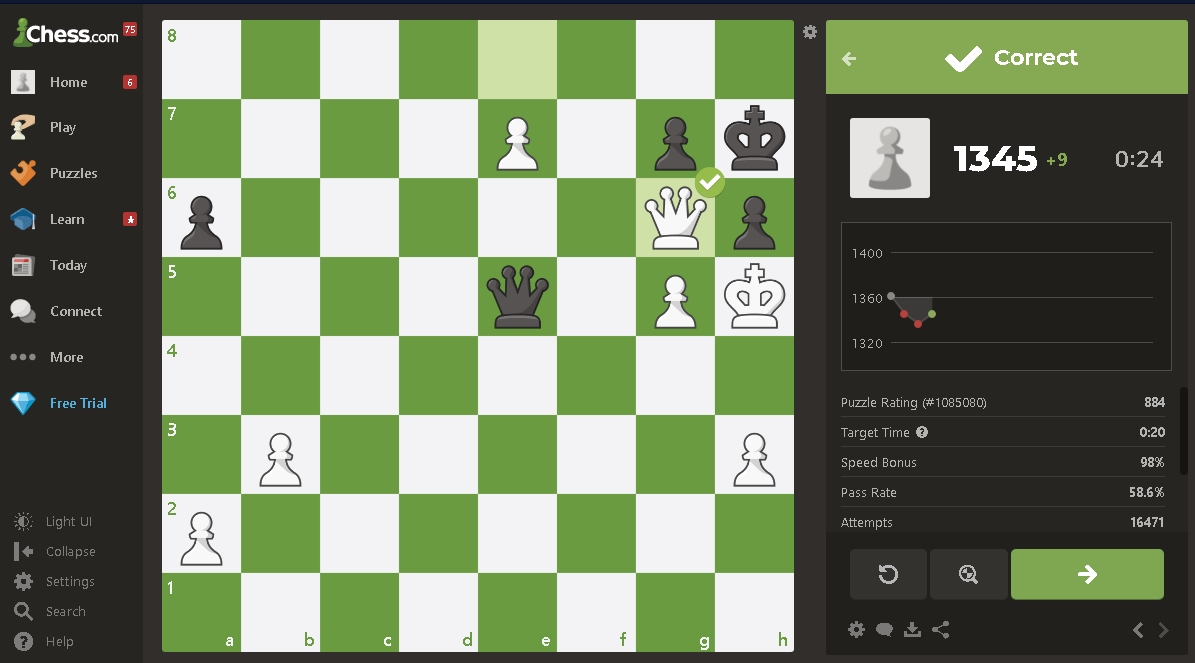 Chess.com 75
Home 6
Play
Puzzles
Learn
Today
Connect
More
Free Trial
Light UI
Collapse
Settings
Search
Help
8
7
6
5
4
3
2
1
a b c d e f g h
Correct
1345 +9 0:24
1400
1360
1320
Puzzle Rating (#1085080) 884
Target Time ? 0:20
Speed Bonus 98%
Pass Rate 58.6%
Attempts 16471